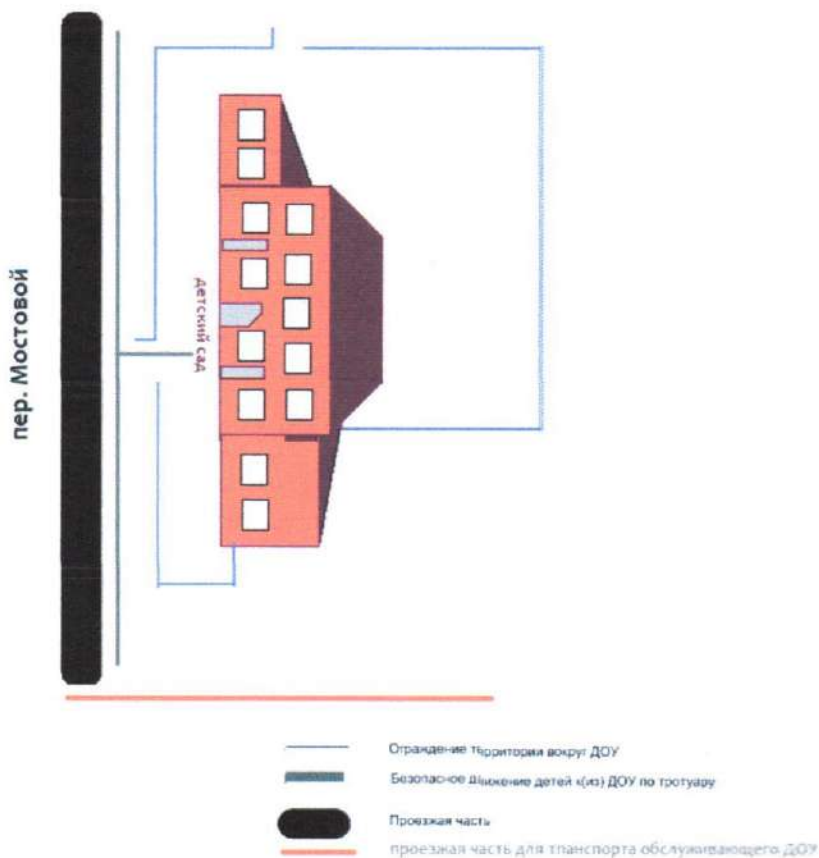 пер. Мостовой
детский сад
Ограждение территории вокруг ДОУ
Безопасное движение детей к(из) ДОУ по тротуару
Проезжая часть
проезжая часть для транспорта обслуживающего ДОУ